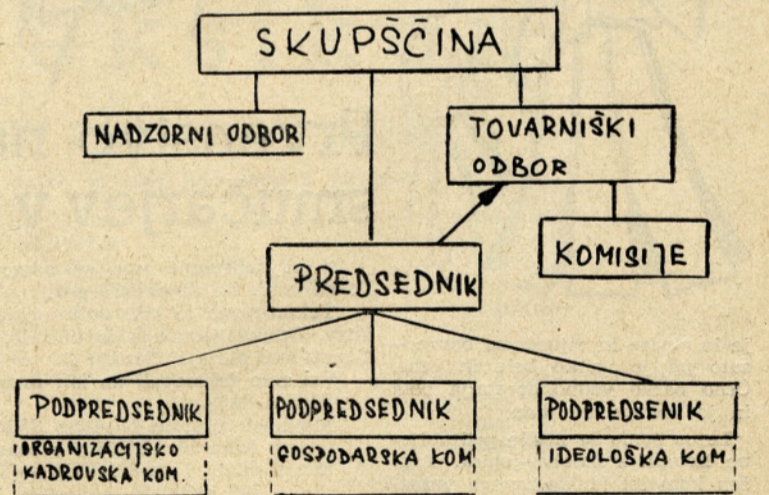 SKUPŠČINA
NADZORNI ODBOR
TOVARNIŠKI
ODBOR
KOMISIJE
PREDSEDNIK
PODPREDSEDNIK
PODPREDSEDNIK
PODPREDSENIK
ORGANIZACIJSKO
KADROVSKA KOM.
GOSPODARSKA KOM
IDEOLOŠKA KOM